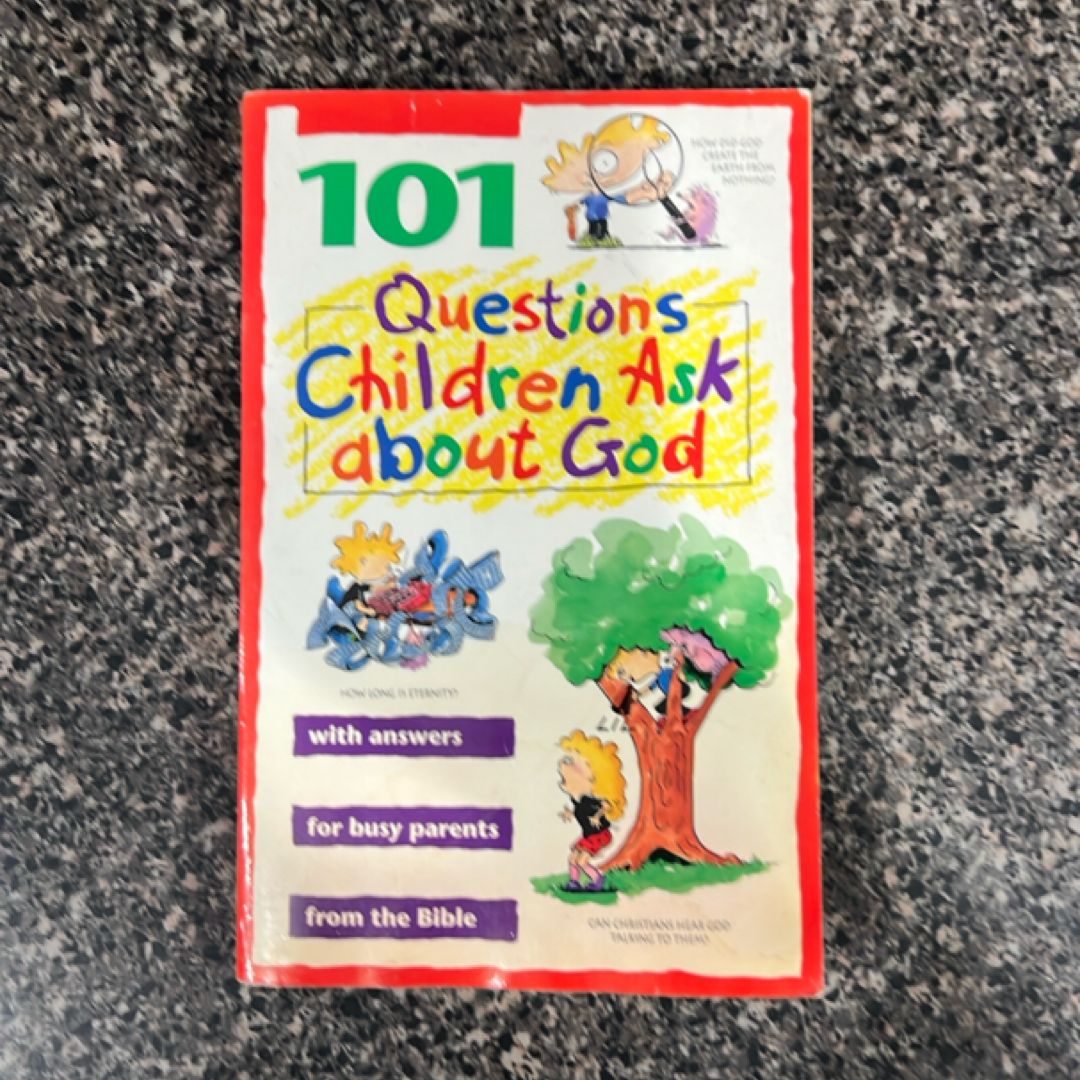 101
HOW DID GOD
CREATE THE
EARTH FROM
NOTHING?
Questions
Children Ask
about God
HOW LONG IS ETERNITY?
with answers
for busy parents
from the Bible
CAN CHRISTIANS HEAR GOD
TALKING TO THEM?